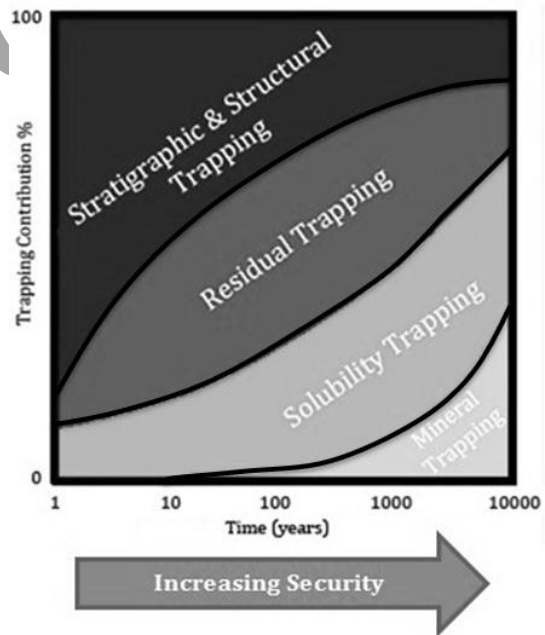 100
Trapping Contribution %
0
Stratigraphic & Structural
Trapping
Residual Trapping
Solubility Trapping
Mineral
Trapping
1 10 100 1000 10000
Time (years)
Increasing Security